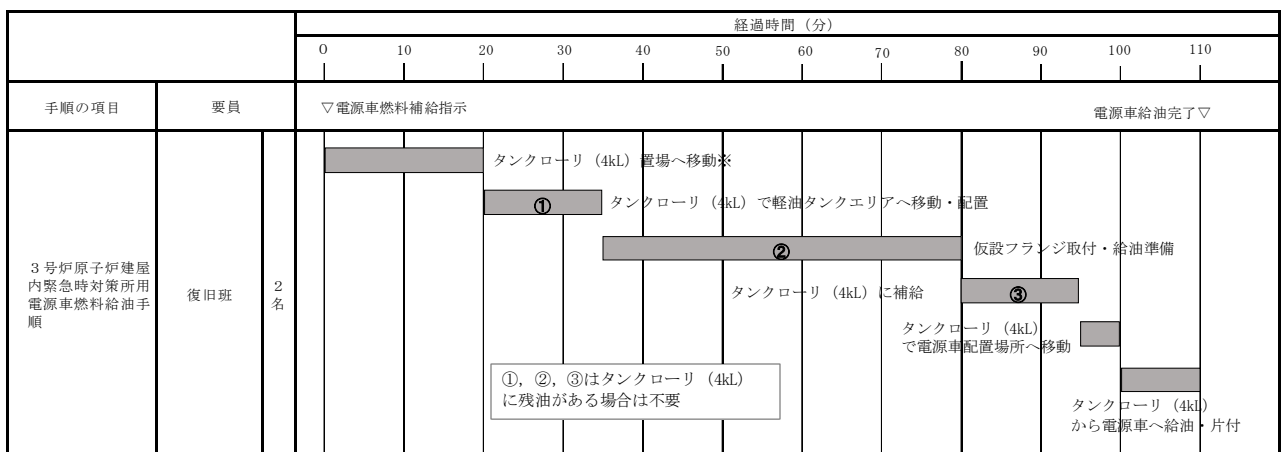 経過時間（分）
0 10 20 30 40 50 60 70 80 90 100 110
手順の項目 要員 ▽電源車燃料補給指示 電源車給油完了▽
タンクローリ（4kL）置場へ移動※
① タンクローリ（4kL）で軽油タンクエリアへ移動・配置
② 仮設フランジ取付・給油準備
３号炉原子炉建屋
内緊急時対策所用
電源車燃料給油手
順
復旧班
２
名
タンクローリ（4kL）に補給 ③
タンクローリ（4kL）
で電源車配置場所へ移動
①，②，③はタンクローリ（4kL）
に残油がある場合は不要
タンクローリ（4kL）
から電源車へ給油・片付